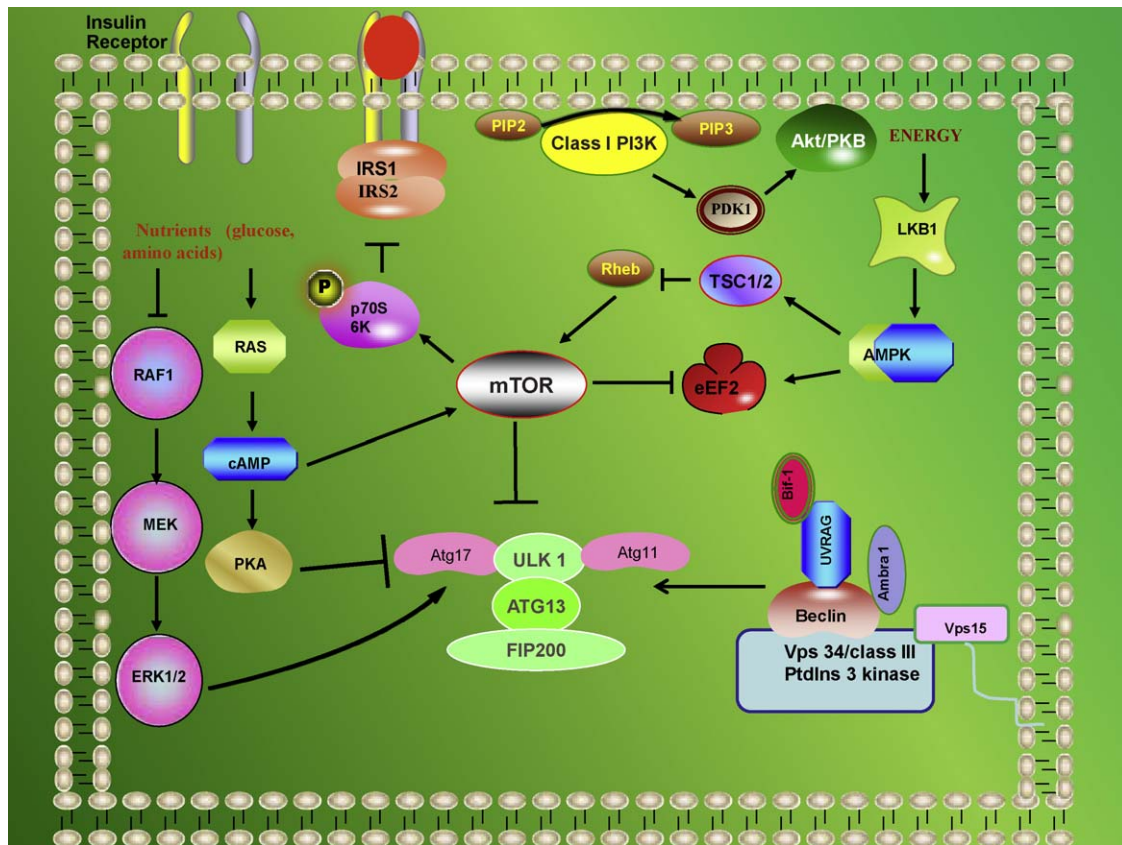 Insulin
Receptor
PIP2
Class I PI3K
PIP3
Akt/PKB
ENERGY
IRS1
IRS2
PDK1
LKB1
Nutrients (glucose,
amino acids)
Rheb
TSC1/2
P
p70S
6K
RAF1
RAS
mTOR
eEF2
AMPK
cAMP
Bif-1
MEK
UVRAG
PKA
Atg17
ULK 1
Atg11
Ambra 1
ATG13
Beclin
Vps15
FIP200
Vps 34/class III
PtdIns 3 kinase
ERK1/2